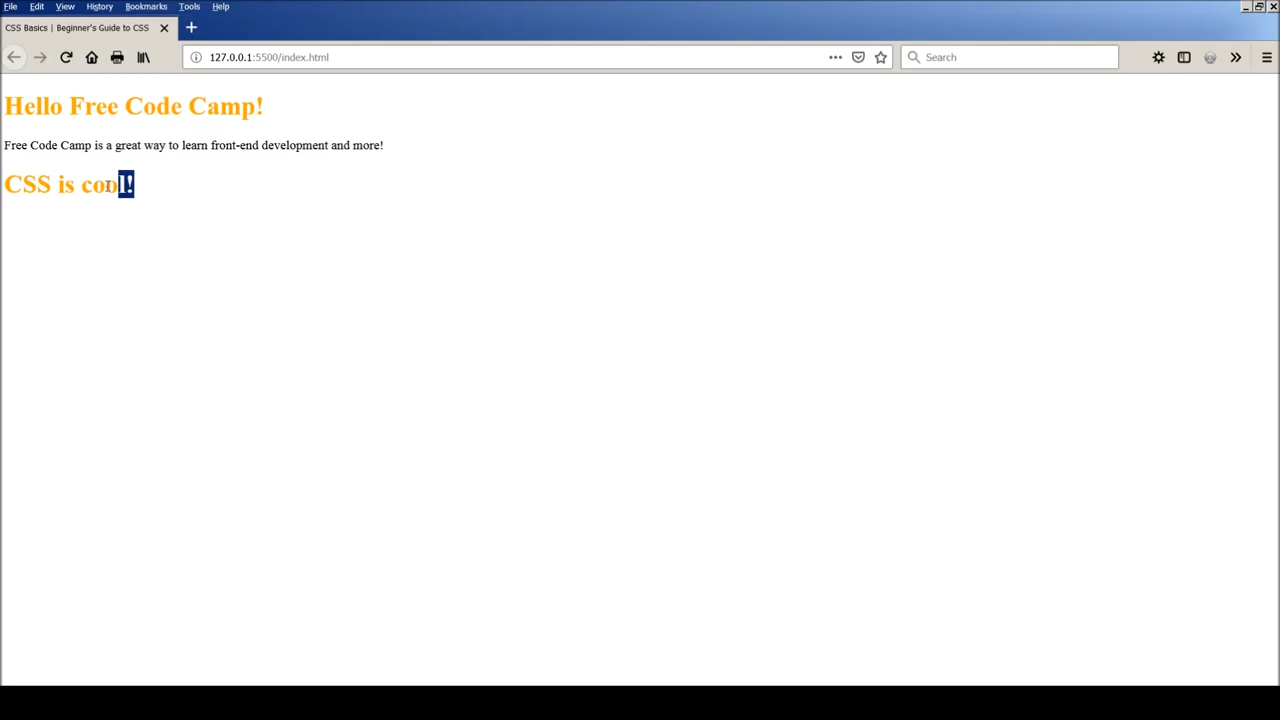 File Edit View History Bookmarks Tools Help
CSS Basics | Beginner's Guide to CSS
127.0.0.1:5500/index.html
Search
Hello Free Code Camp!
Free Code Camp is a great way to learn front-end development and more!
CSS is cool!